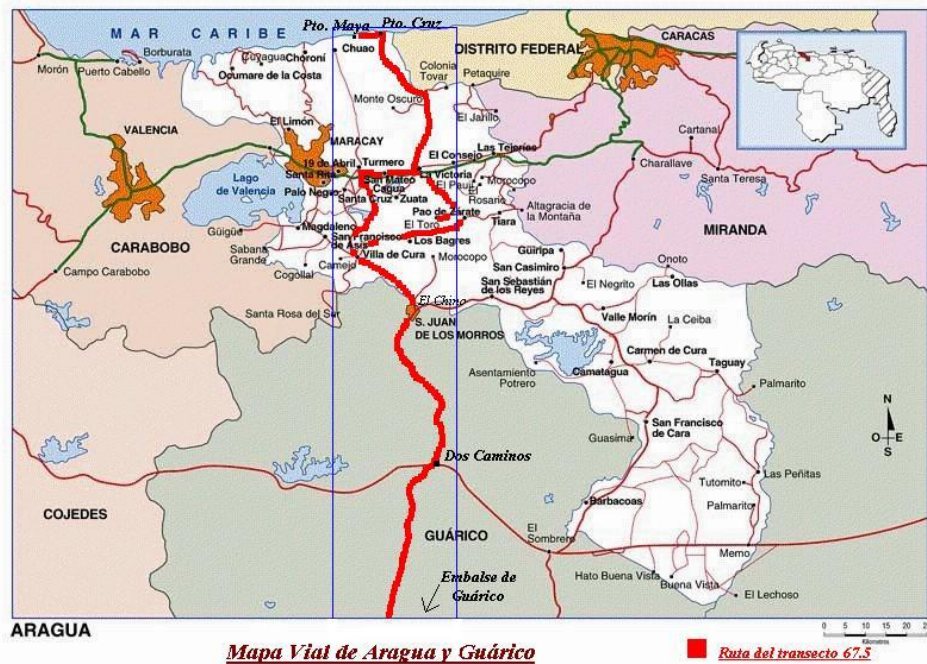 Pto. Maya
Pto. Cruz
MAR CARIBE
Chuao
DISTRITO FEDERAL
CARACAS
Morón
Borburata
Puerto Cabello
Cuyagua
Choroní
Ocumare de la Costa
Colonia
Tovar
Petaquire
Monte Oscuro
El Jarillo
VALENCIA
El Limón
MARACAY
Cartanal
19 de Abril
Turmero
El Consejo
Las Tejerías
Charallave
Santa Teresa
Santa Rita
San Mateo
La Victoria
Lago
de Valencia
Palo Negro
Cagua
Santa Cruz
Zuata
El Rosario
Morocopo
Pao de Zárate
Altagracia de
la Montaña
El Toro
Tiara
MIRANDA
Güigüe
Magdaleno
San Francisco
de Asís
Los Bagres
CARABOBO
Sabana
Grande
Villa de Cura
Morocopo
Güiripa
Onoto
Campo Carabobo
Cogollal
San Casimiro
San Sebastián
de los Reyes
El Negrito
Las Ollas
El Chino
Santa Rosa del Sur
S. JUAN
DE LOS MORROS
Valle Morín
La Ceiba
Carmen de Cura
Taguay
Asentamiento
Potrero
Camatagua
Palmarito
N
O
E
S
San Francisco
de Cara
Guasima
Dos Caminos
Las Peñitas
Tutomito
Palmarito
Barbacoas
COJEDES
GUÁRICO
El
Sombrero
Memo
Embalse de
Guárico
Hato Buena Vista
Buena Vista
El Lechoso
ARAGUA
0 5 10 15 20 25
Kilómetros
Mapa Vial de Aragua y Guárico
Ruta del transecto 67.5